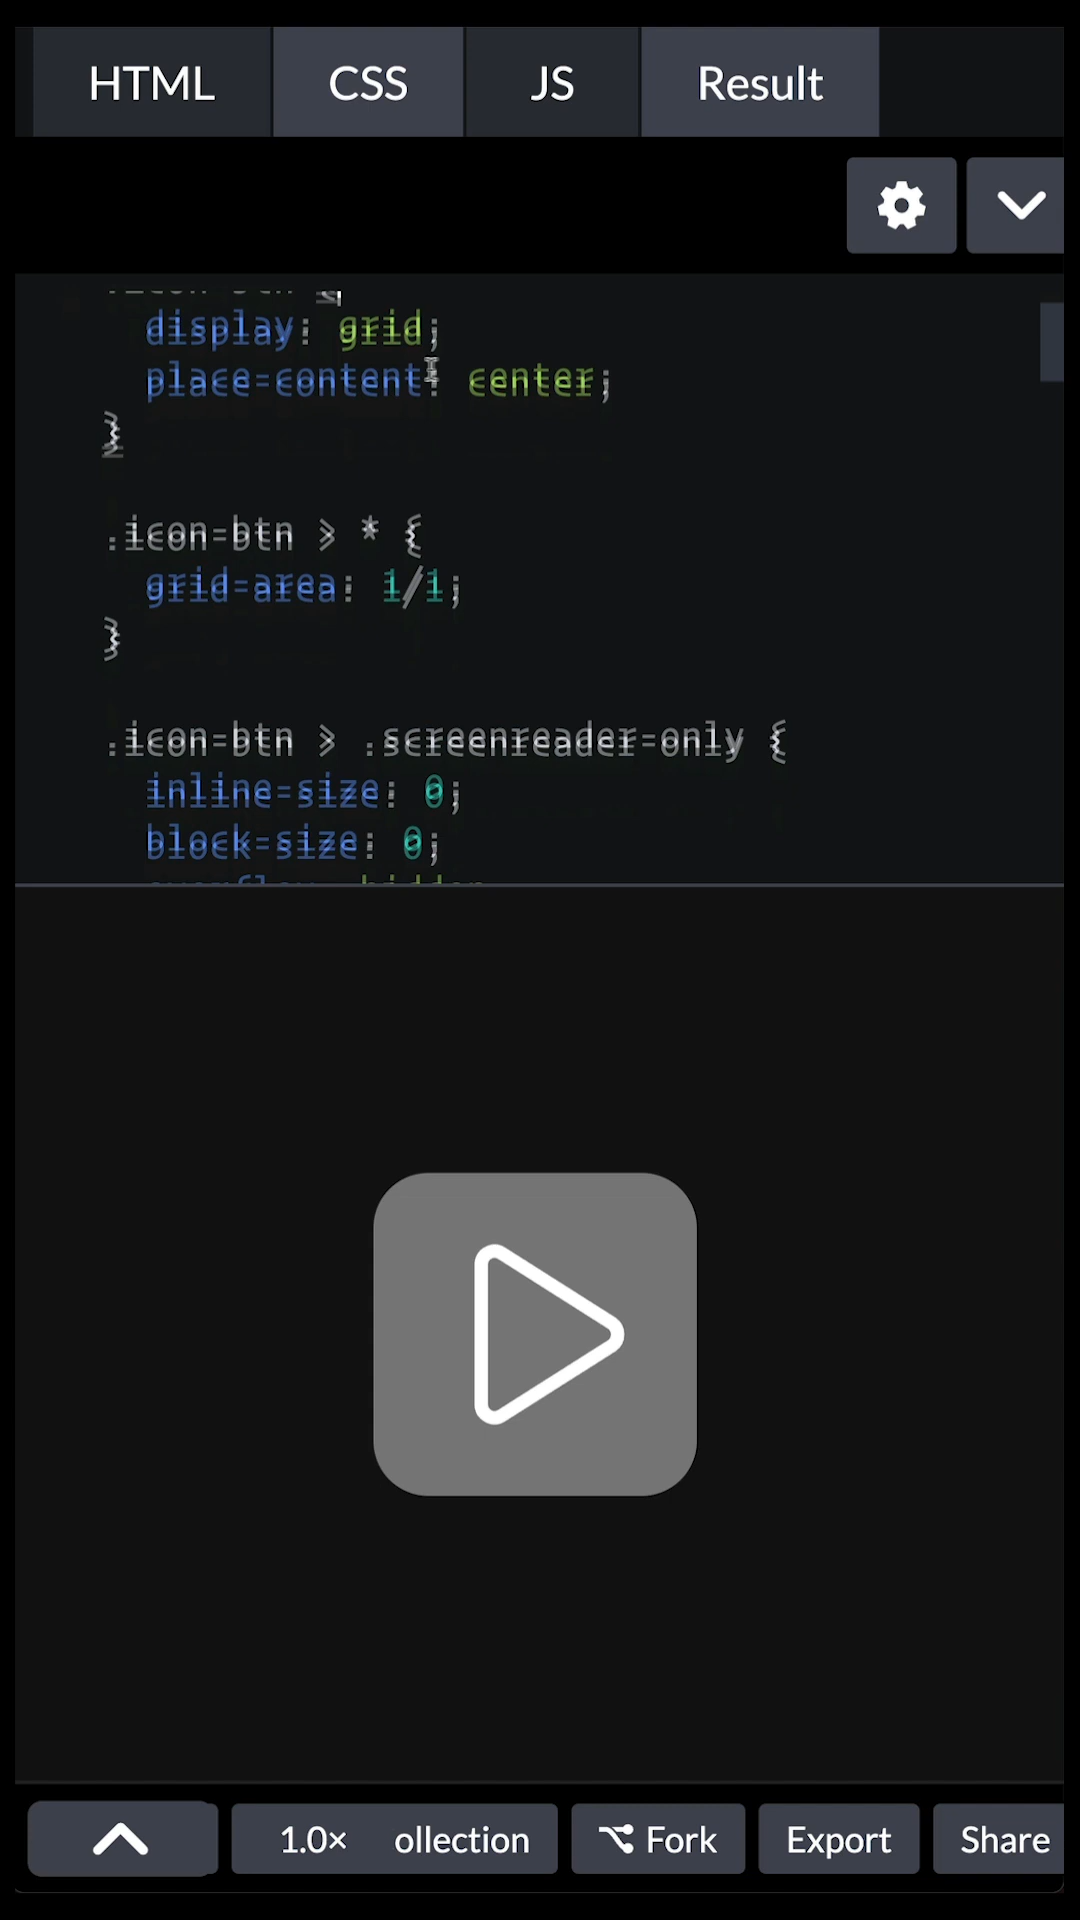 HTML CSS JS Result
display: grid;
place-content: center;
}
.icon-btn > * {
grid-area: 1/1;
}
.icon-btn > .screenreader-only {
inline-size: 0;
block-size: 0;
1.0× ollection Fork Export Share